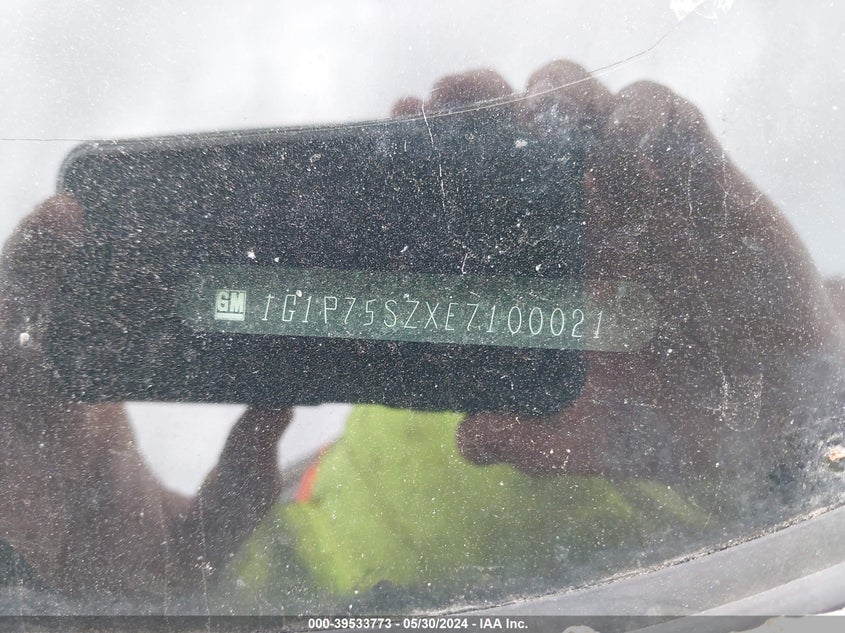 GM 1G1P75SZXE7100021
000-39533773 - 05/30/2024 - IAA Inc.